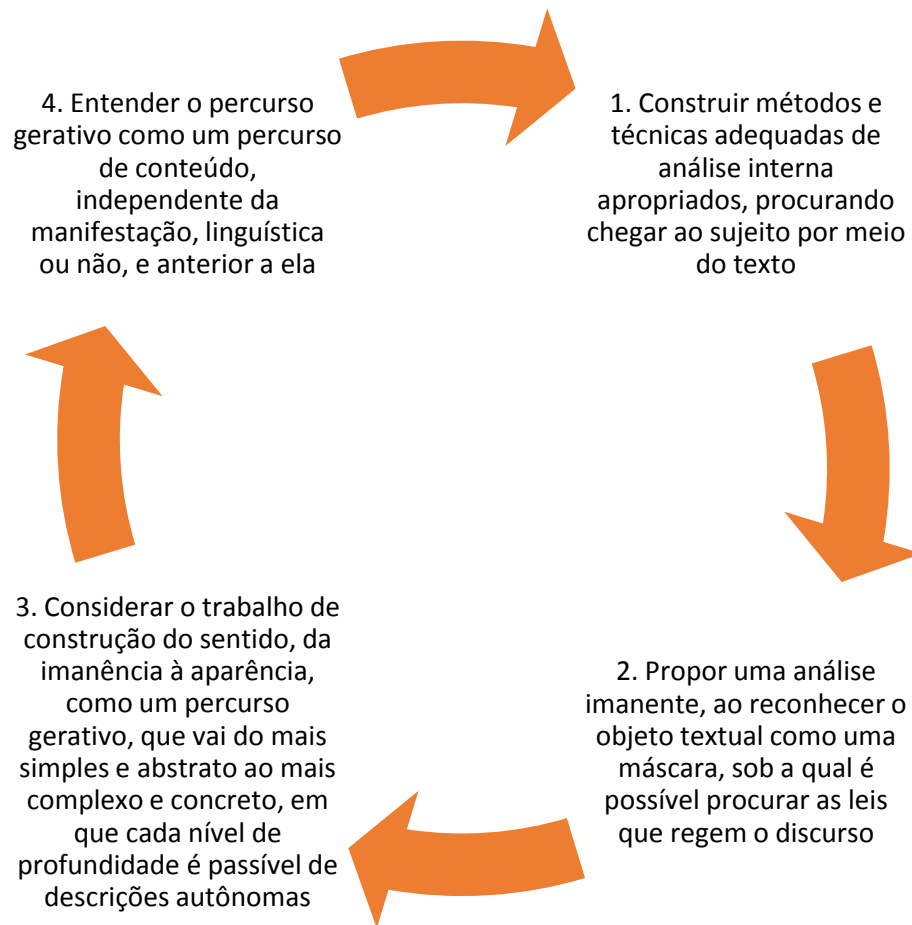 1. Construir métodos e
técnicas adequadas de
análise interna
apropriados, procurando
chegar ao sujeito por meio
do texto
2. Propor uma análise
imanente, ao reconhecer o
objeto textual como uma
máscara, sob a qual é
possível procurar as leis
que regem o discurso
3. Considerar o trabalho de
construção do sentido, da
imanência à aparência,
como um percurso
gerativo, que vai do mais
simples e abstrato ao mais
complexo e concreto, em
que cada nível de
profundidade é passível de
descrições autônomas
4. Entender o percurso
gerativo como um percurso
de conteúdo,
independente da
manifestação, linguística
ou não, e anterior a ela